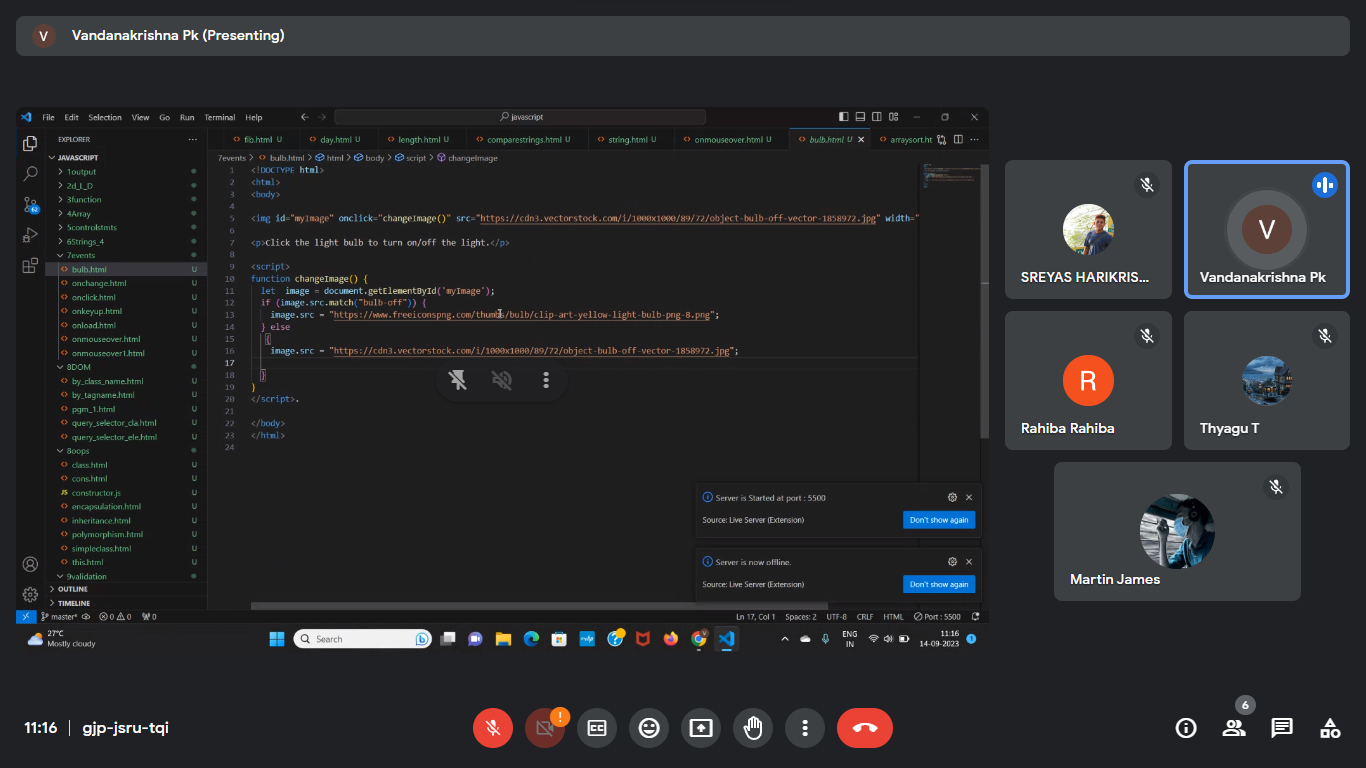 V Vandanakrishna Pk (Presenting)
File Edit Selection View Go Run Terminal Help
javascript
EXPLORER
fib.html U
day.html U
length.html U
comparestrings.html U
string.html U
onmouseover.html U
bulb.html U
arraysort.ht
JAVASCRIPT
7events > bulb.html > html > body > script > changeImage
1output
2d_I_D
3function
4Array
5controlstmts
6Strings_4
7events
bulb.html U
onchange.html U
onclick.html U
onkeyup.html U
onload.html U
onmouseover.html U
onmouseover1.html U
8DOM
by_class_name.html U
by_tagname.html U
pgm_1.html U
query_selector_cla.html U
query_selector_ele.html U
8oops
class.html U
cons.html U
JS constructor.js U
encapsulation.html U
inheritance.html U
polymorphism.html U
simpleclass.html U
this.html U
9validation
OUTLINE
TIMELINE
62
1 <!DOCTYPE html>
2 <html>
3 <body>
4
5 <img id="myImage" onclick="changeImage()" src="https://cdn3.vectorstock.com/i/1000x1000/89/72/object-bulb-off-vector-1858972.jpg" width="
6
7 <p>Click the light bulb to turn on/off the light.</p>
8
9 <script>
10 function changeImage() {
11 let  image = document.getElementById('myImage');
12 if (image.src.match("bulb-off")) {
13 image.src = "https://www.freeiconspng.com/thumbs/bulb/clip-art-yellow-light-bulb-png-8.png";
14 } else
15 {
16 image.src = "https://cdn3.vectorstock.com/i/1000x1000/89/72/object-bulb-off-vector-1858972.jpg";
17
18 }
19 }
20 </script>.
21
22 </body>
23 </html>
24
Server is Started at port : 5500
Source: Live Server (Extension) Don't show again
Server is now offline.
Source: Live Server (Extension) Don't show again
master* 0 0 0 Ln 17, Col 1 Spaces: 2 UTF-8 CRLF HTML Port : 5500
27°C
Mostly cloudy
Search
ENG
IN
11:16
14-09-2023
1
SREYAS HARIKRIS...
V
Vandanakrishna Pk
R
Rahiba Rahiba
Thyagu T
Martin James
11:16 | gjp-jsru-tqi
!
CC
6